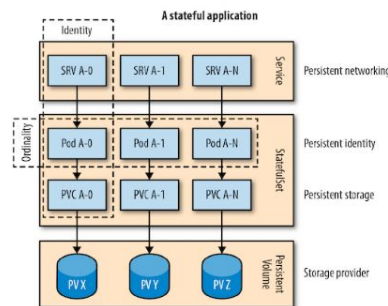 A stateful application
Identity
SRV A-0
SRV A-1
SRV A-N
Service
Persistent networking
Ordinality
Pod A-0
Pod A-1
Pod A-N
Persistent identity
StatefulSet
PVC A-0
PVC A-1
PVC A-N
Persistent storage
PV X
PV Y
PV Z
Persistent
Volume
Storage provider